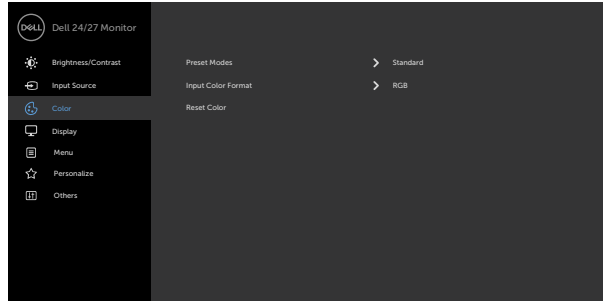 DELL Dell 24/27 Monitor
Brightness/Contrast Preset Modes Standard
Input Source Input Color Format RGB
Color Reset Color
Display
Menu
Personalize
Others